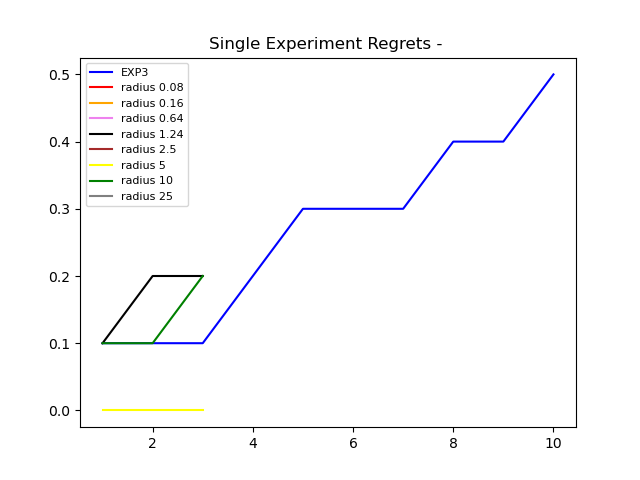 Single Experiment Regrets -
EXP3
radius 0.08
radius 0.16
radius 0.64
radius 1.24
radius 2.5
radius 5
radius 10
radius 25
0.5
0.4
0.3
0.2
0.1
0.0
2 4 6 8 10